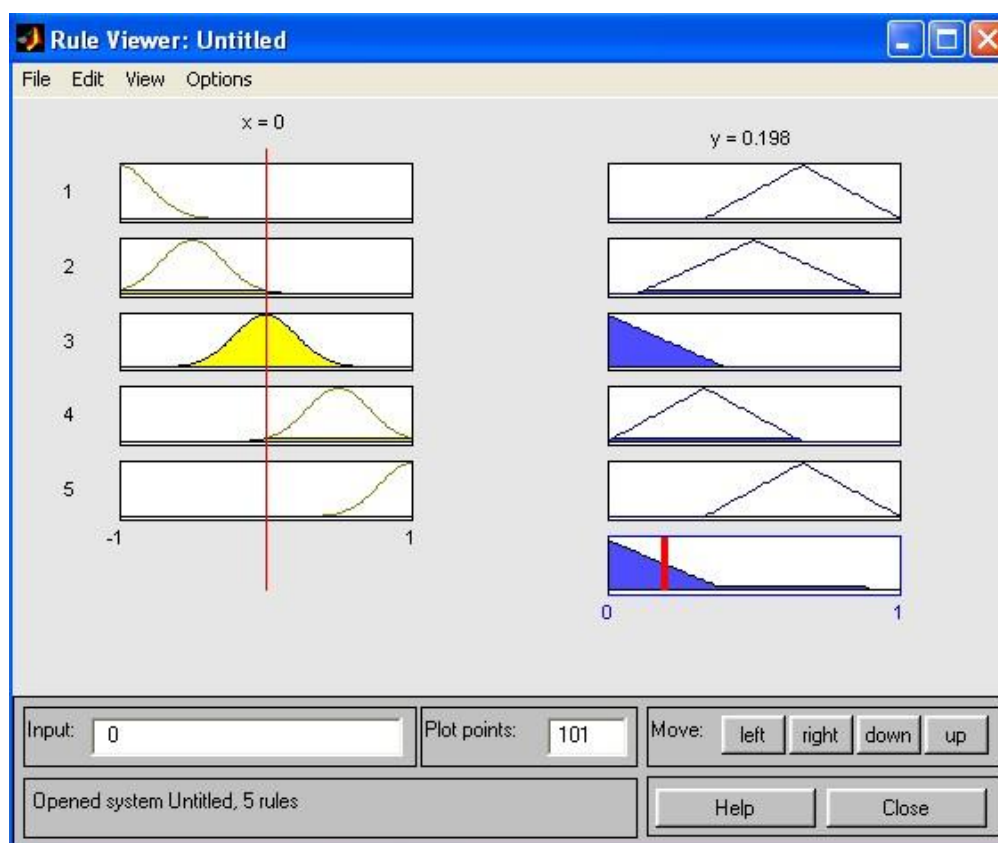 Rule Viewer: Untitled
File Edit View Options
x = 0
y = 0.198
1
2
3
4
5
-1 1
0 1
Input: 0 Plot points: 101 Move: left right down up
Opened system Untitled, 5 rules Help Close